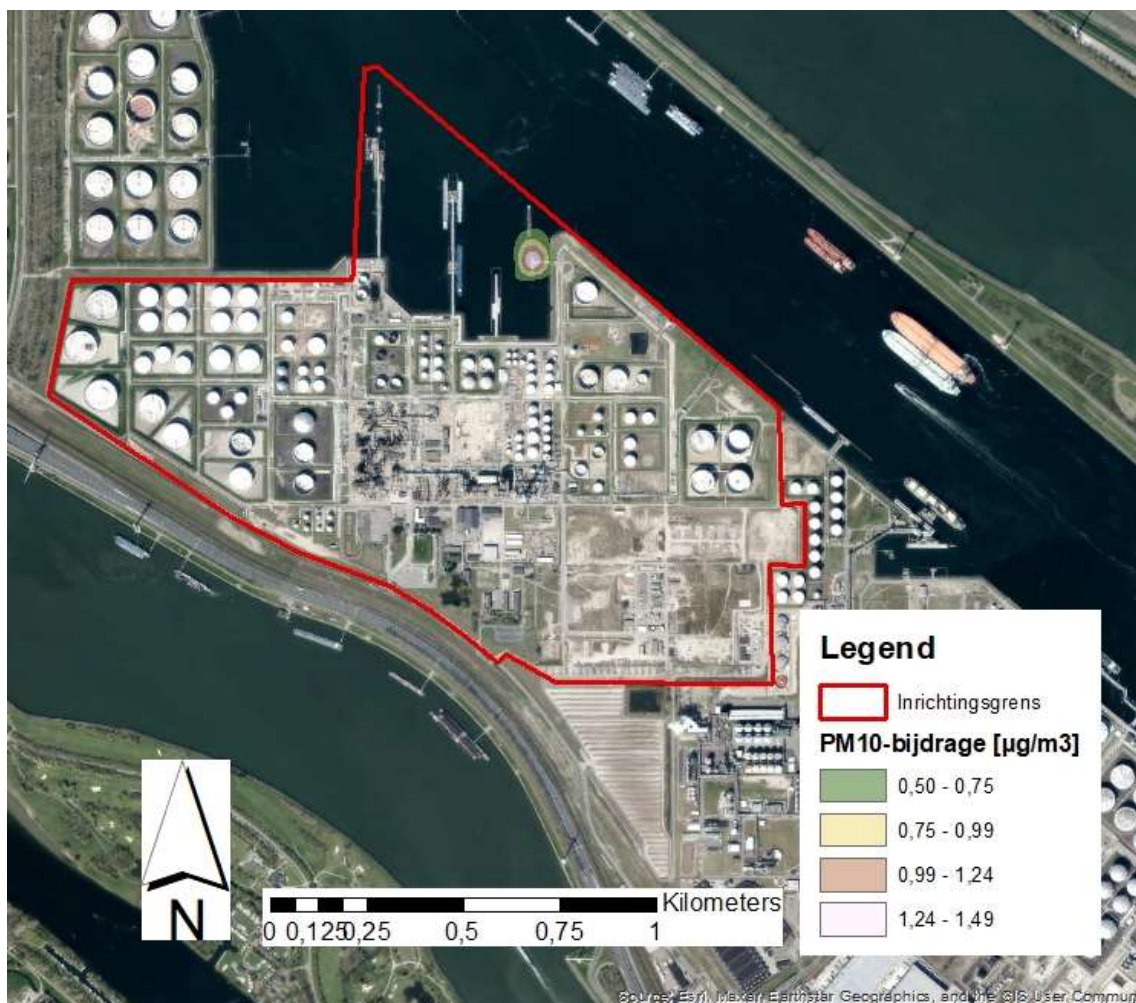 Legend
Inrichtingsgrens
PM10-bijdrage [µg/m3]
0,50 - 0,75
0,75 - 0,99
0,99 - 1,24
1,24 - 1,49
N
Kilometers
0 0,125 0,25 0,5 0,75 1
Source: Esri, Maxar, Earthstar Geographics, and the GIS User Commun